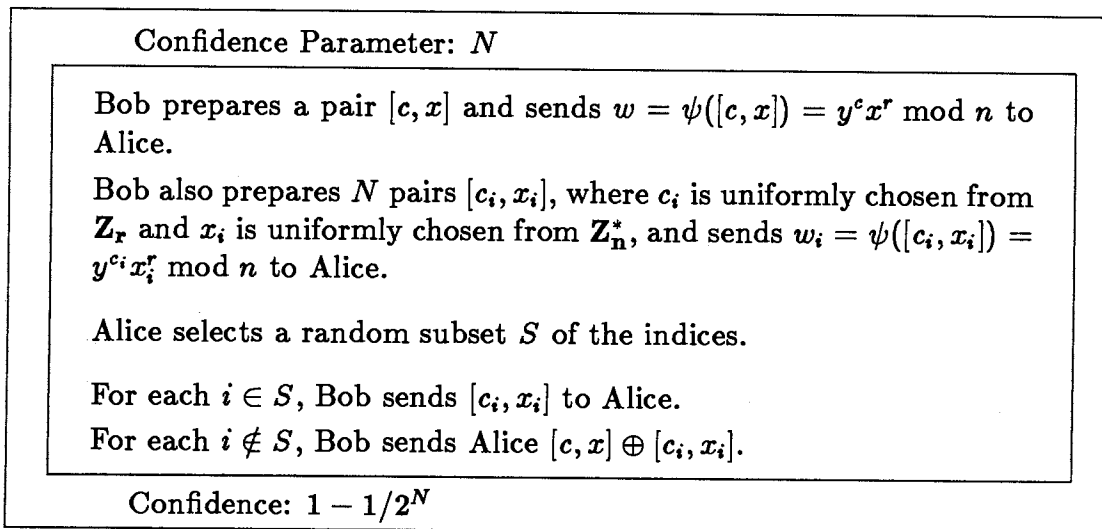 Confidence Parameter: N
Bob prepares a pair [c, x] and sends w = ψ([c, x]) = y^c x^r mod n to
Alice.
Bob also prepares N pairs [c_i, x_i], where c_i is uniformly chosen from
Z_r and x_i is uniformly chosen from Z_n^*, and sends w_i = ψ([c_i, x_i]) =
y^{c_i} x_i^r mod n to Alice.
Alice selects a random subset S of the indices.
For each i ∈ S, Bob sends [c_i, x_i] to Alice.
For each i ∉ S, Bob sends Alice [c, x] ⊕ [c_i, x_i].
Confidence: 1 − 1/2^N